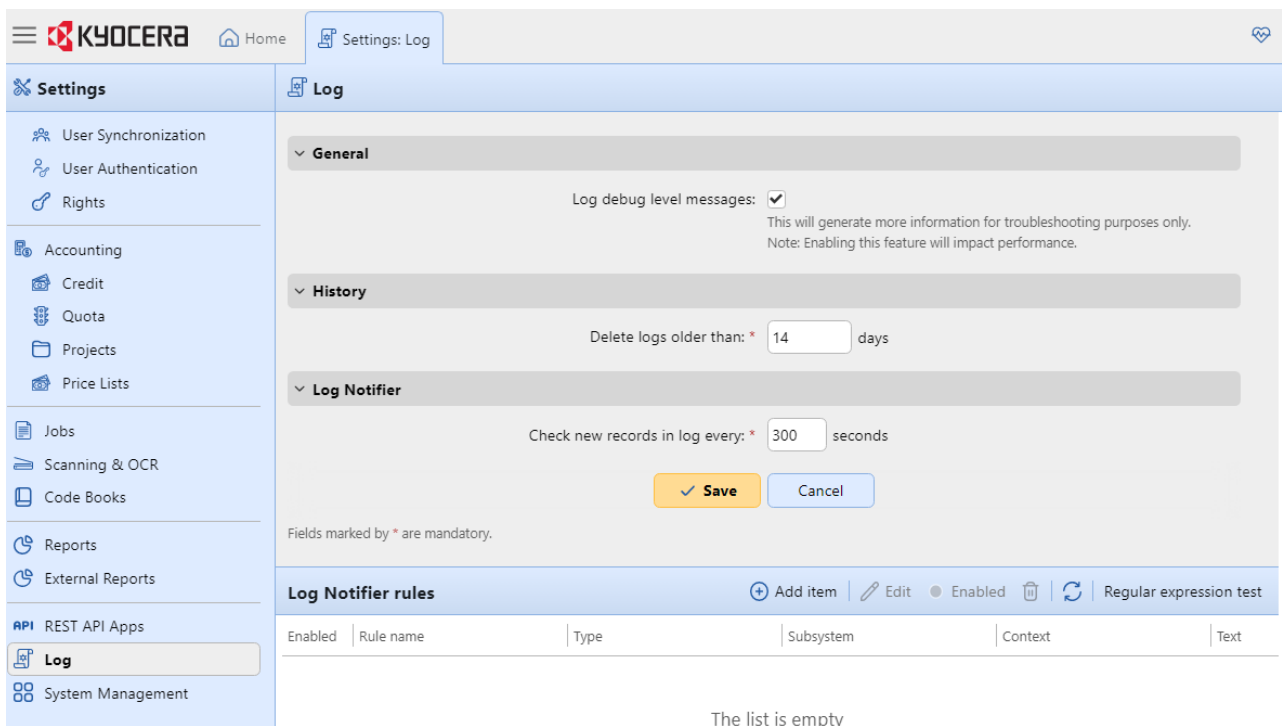 KYOCERA Home Settings: Log
Settings
User Synchronization
User Authentication
Rights
Accounting
Credit
Quota
Projects
Price Lists
Jobs
Scanning & OCR
Code Books
Reports
External Reports
API REST API Apps
Log
System Management
Log
General
Log debug level messages:
This will generate more information for troubleshooting purposes only.
Note: Enabling this feature will impact performance.
History
Delete logs older than: * 14 days
Log Notifier
Check new records in log every: * 300 seconds
Save Cancel
Fields marked by * are mandatory.
Log Notifier rules Add item Edit Enabled Regular expression test
Enabled Rule name Type Subsystem Context Text
The list is empty